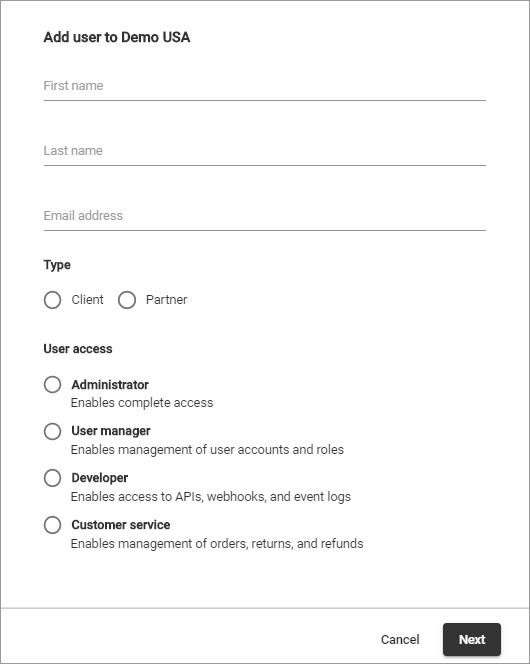 Add user to Demo USA
First name
Last name
Email address
Type
Client Partner
User access
Administrator
Enables complete access
User manager
Enables management of user accounts and roles
Developer
Enables access to APIs, webhooks, and event logs
Customer service
Enables management of orders, returns, and refunds
Cancel Next